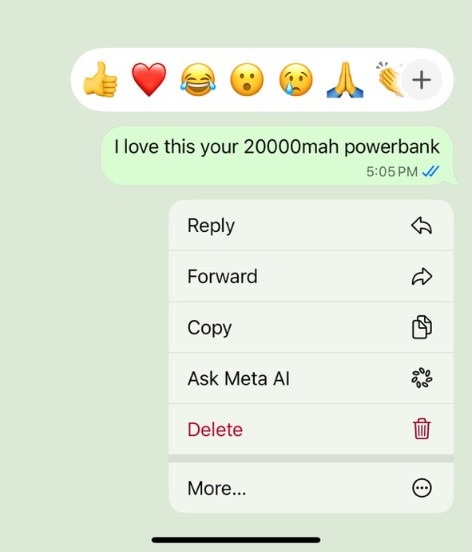 I love this your 20000mah powerbank
5:05 PM
Reply
Forward
Copy
Ask Meta AI
Delete
More...